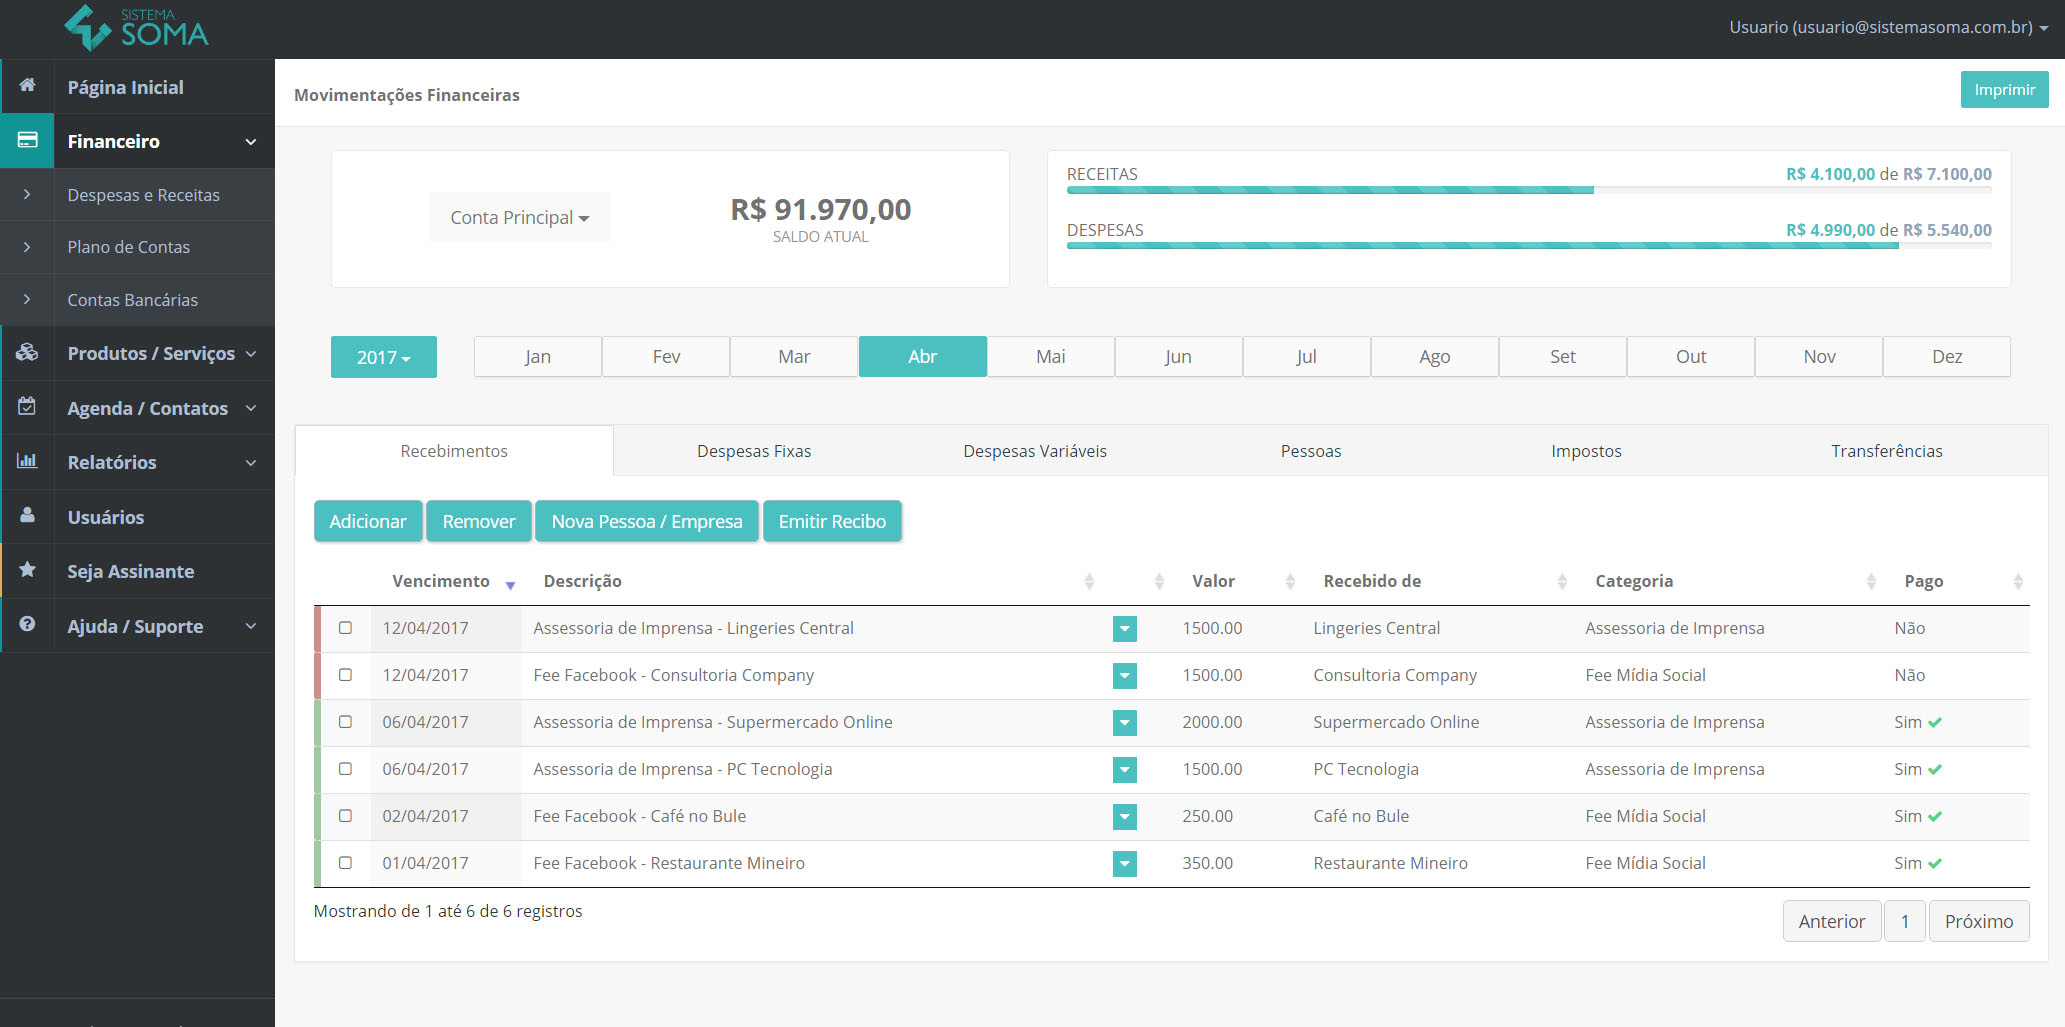 SISTEMA
SOMA
Usuario (usuario@sistemasoma.com.br)
Página Inicial
Financeiro
Despesas e Receitas
Plano de Contas
Contas Bancárias
Produtos / Serviços
Agenda / Contatos
Relatórios
Usuários
Seja Assinante
Ajuda / Suporte
Movimentações Financeiras
Imprimir
Conta Principal
R$ 91.970,00
SALDO ATUAL
RECEITAS R$ 4.100,00 de R$ 7.100,00
DESPESAS R$ 4.990,00 de R$ 5.540,00
2017 Jan Fev Mar Abr Mai Jun Jul Ago Set Out Nov Dez
Recebimentos Despesas Fixas Despesas Variáveis Pessoas Impostos Transferências
Adicionar Remover Nova Pessoa / Empresa Emitir Recibo
Vencimento Descrição Valor Recebido de Categoria Pago
12/04/2017 Assessoria de Imprensa - Lingeries Central 1500.00 Lingeries Central Assessoria de Imprensa Não
12/04/2017 Fee Facebook - Consultoria Company 1500.00 Consultoria Company Fee Mídia Social Não
06/04/2017 Assessoria de Imprensa - Supermercado Online 2000.00 Supermercado Online Assessoria de Imprensa Sim
06/04/2017 Assessoria de Imprensa - PC Tecnologia 1500.00 PC Tecnologia Assessoria de Imprensa Sim
02/04/2017 Fee Facebook - Café no Bule 250.00 Café no Bule Fee Mídia Social Sim
01/04/2017 Fee Facebook - Restaurante Mineiro 350.00 Restaurante Mineiro Fee Mídia Social Sim
Mostrando de 1 até 6 de 6 registros
Anterior 1 Próximo